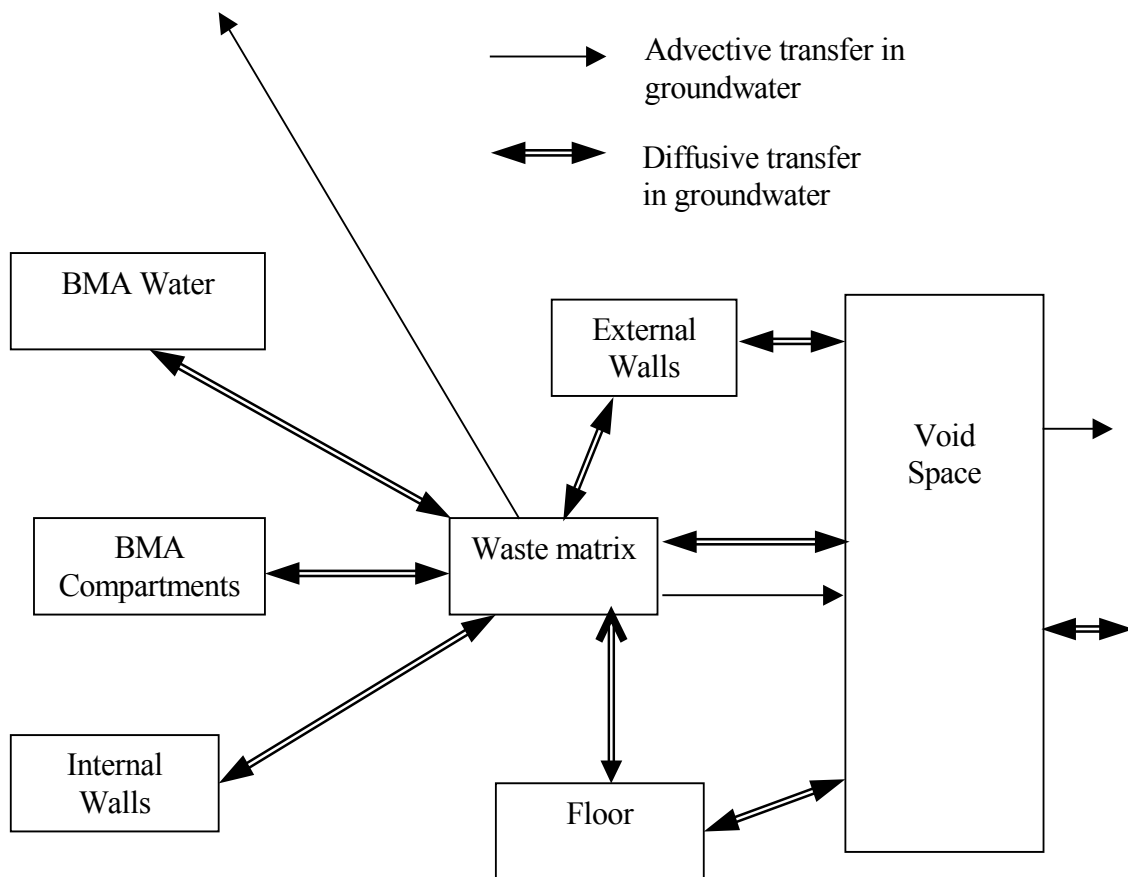 Advective transfer in
groundwater
Diffusive transfer
in groundwater
BMA Water
External
Walls
Void
Space
BMA
Compartments
Waste matrix
Internal
Walls
Floor